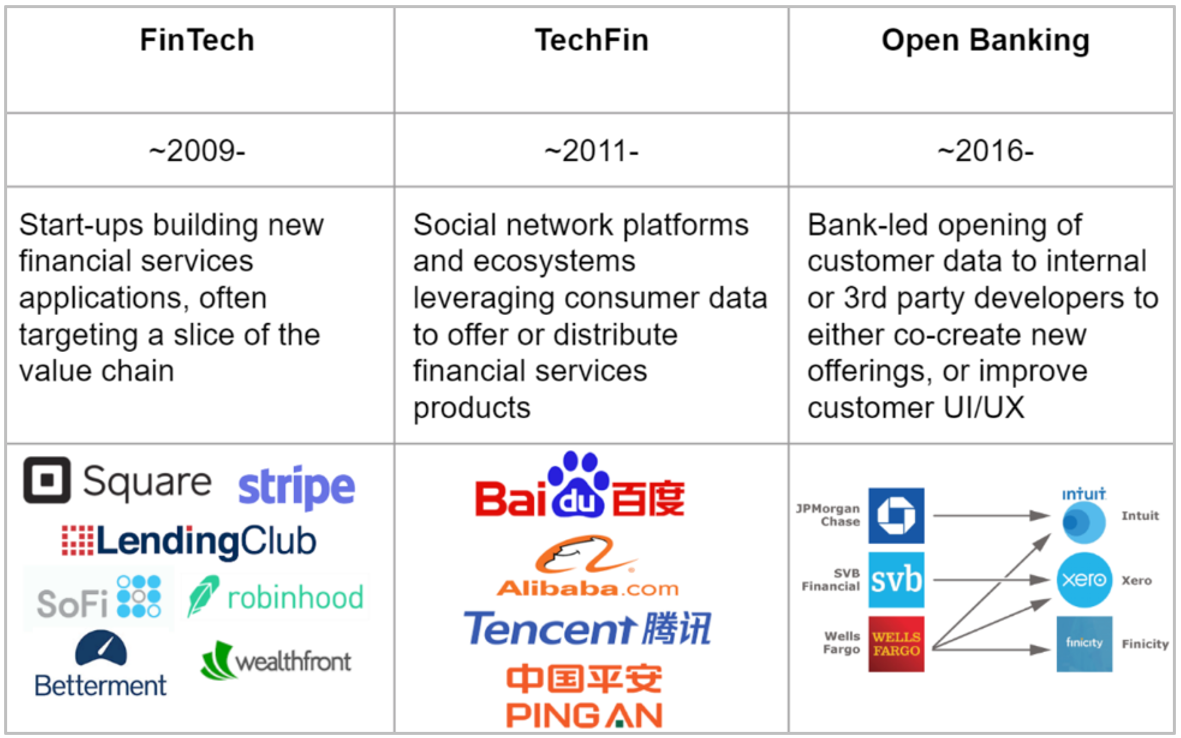 FinTech
TechFin
Open Banking
~2009-
~2011-
~2016-
Start-ups building new
financial services
applications, often
targeting a slice of the
value chain
Social network platforms
and ecosystems
leveraging consumer data
to offer or distribute
financial services
products
Bank-led opening of
customer data to internal
or 3rd party developers to
either co-create new
offerings, or improve
customer UI/UX
Square
stripe
LendingClub
SoFi
robinhood
Betterment
wealthfront
Bai du 百度
Alibaba.com
Tencent 腾讯
中国平安
PING AN
JPMorgan
Chase
intuit
Intuit
SVB
Financial
svb
xero
Xero
Wells
Fargo
WELLS
FARGO
finicity
Finicity